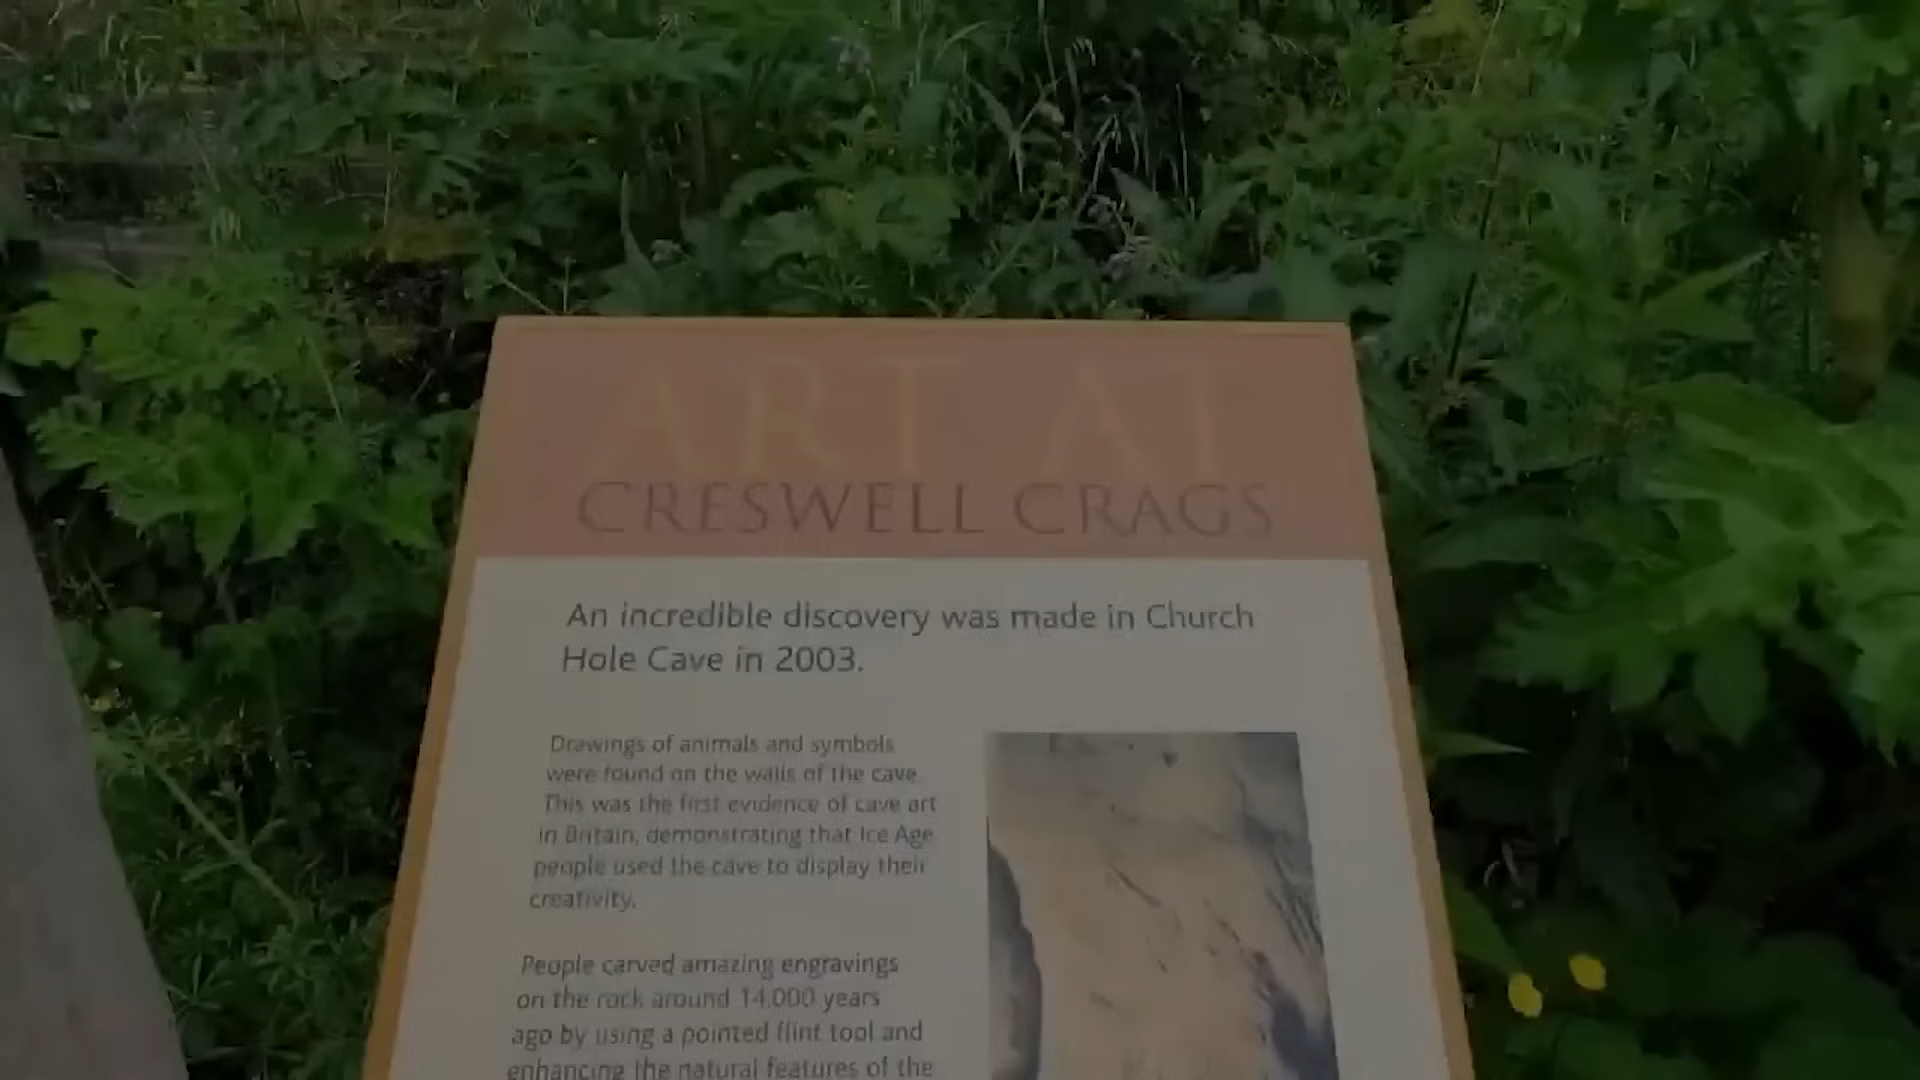 ART AT
CRESWELL CRAGS
An incredible discovery was made in Church
Hole Cave in 2003.
Drawings of animals and symbols
were found on the walls of the cave.
This was the first evidence of cave art
in Britain, demonstrating that Ice Age
people used the cave to display their
creativity.
People carved amazing engravings
on the rock around 14,000 years
ago by using a pointed flint tool and
enhancing the natural features of the